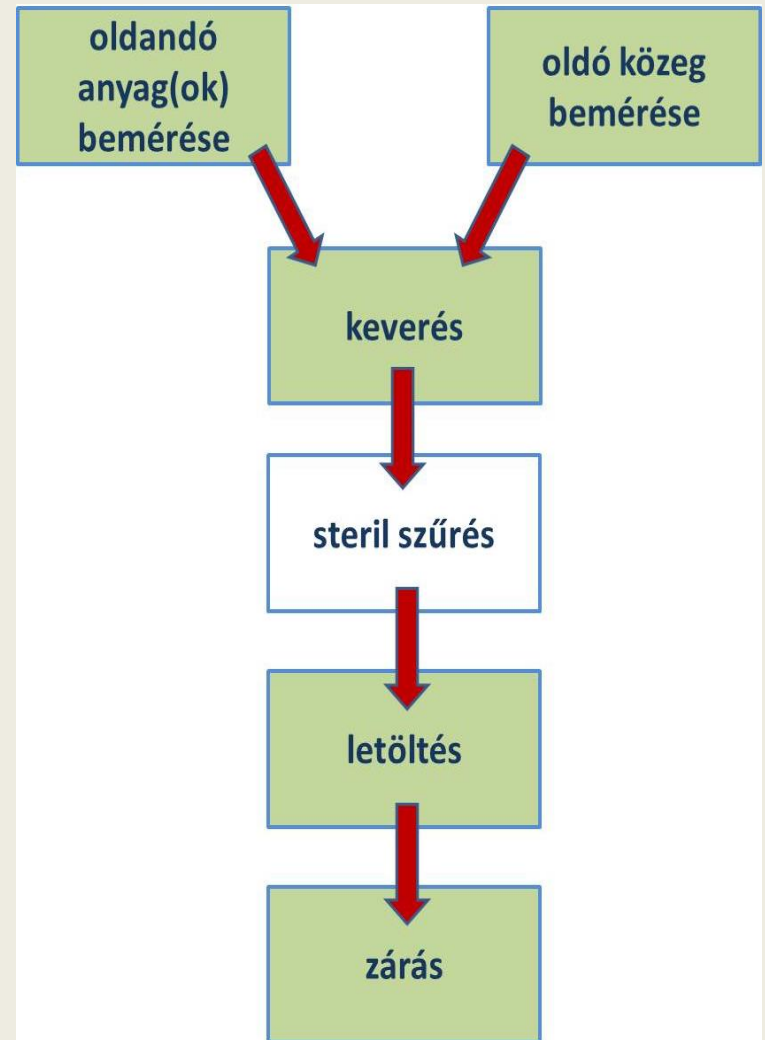 oldandó
anyag(ok)
bemérése
oldó közeg
bemérése
keverés
steril szűrés
letöltés
zárás